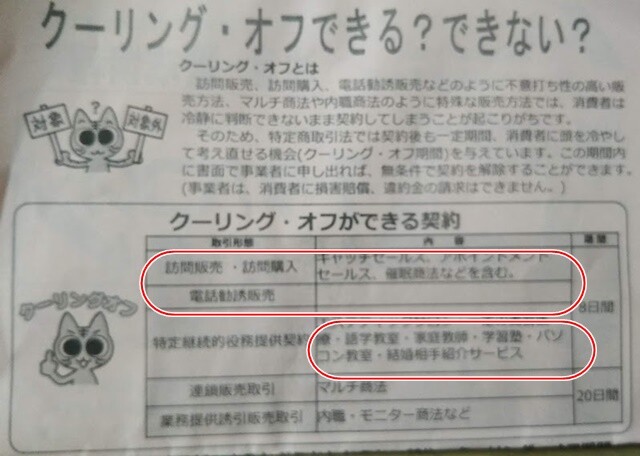 クーリング・オフできる?できない?
クーリング・オフとは
訪問販売、訪問購入、電話勧誘販売などのように不意打ち性の高い販
売方法、マルチ商法や内職商法のように特殊な販売方法では、消費者は
冷静に判断できないまま契約してしまうことが起こりがちです。
そのため、特定商取引法では契約後も一定期間、消費者に頭を冷やし
て考え直せる機会(クーリング・オフ期間)を与えています。この期間内
に書面で事業者に申し出れば、無条件で契約を解除することができます。
(事業者は、消費者に損害賠償、違約金の請求はできません。)
対象
?
対象外
クーリング・オフができる契約
取引形態
内 容
期間
訪問販売・訪問購入
キャッチセールス、アポイントメント
セールス、催眠商法などを含む。
電話勧誘販売
8日間
特定継続的役務提供契約
療・語学教室・家庭教師・学習塾・パソ
コン教室・結婚相手紹介サービス
連鎖販売取引
マルチ商法
20日間
業務提供誘引販売取引
内職・モニター商法など
クーリングオフ